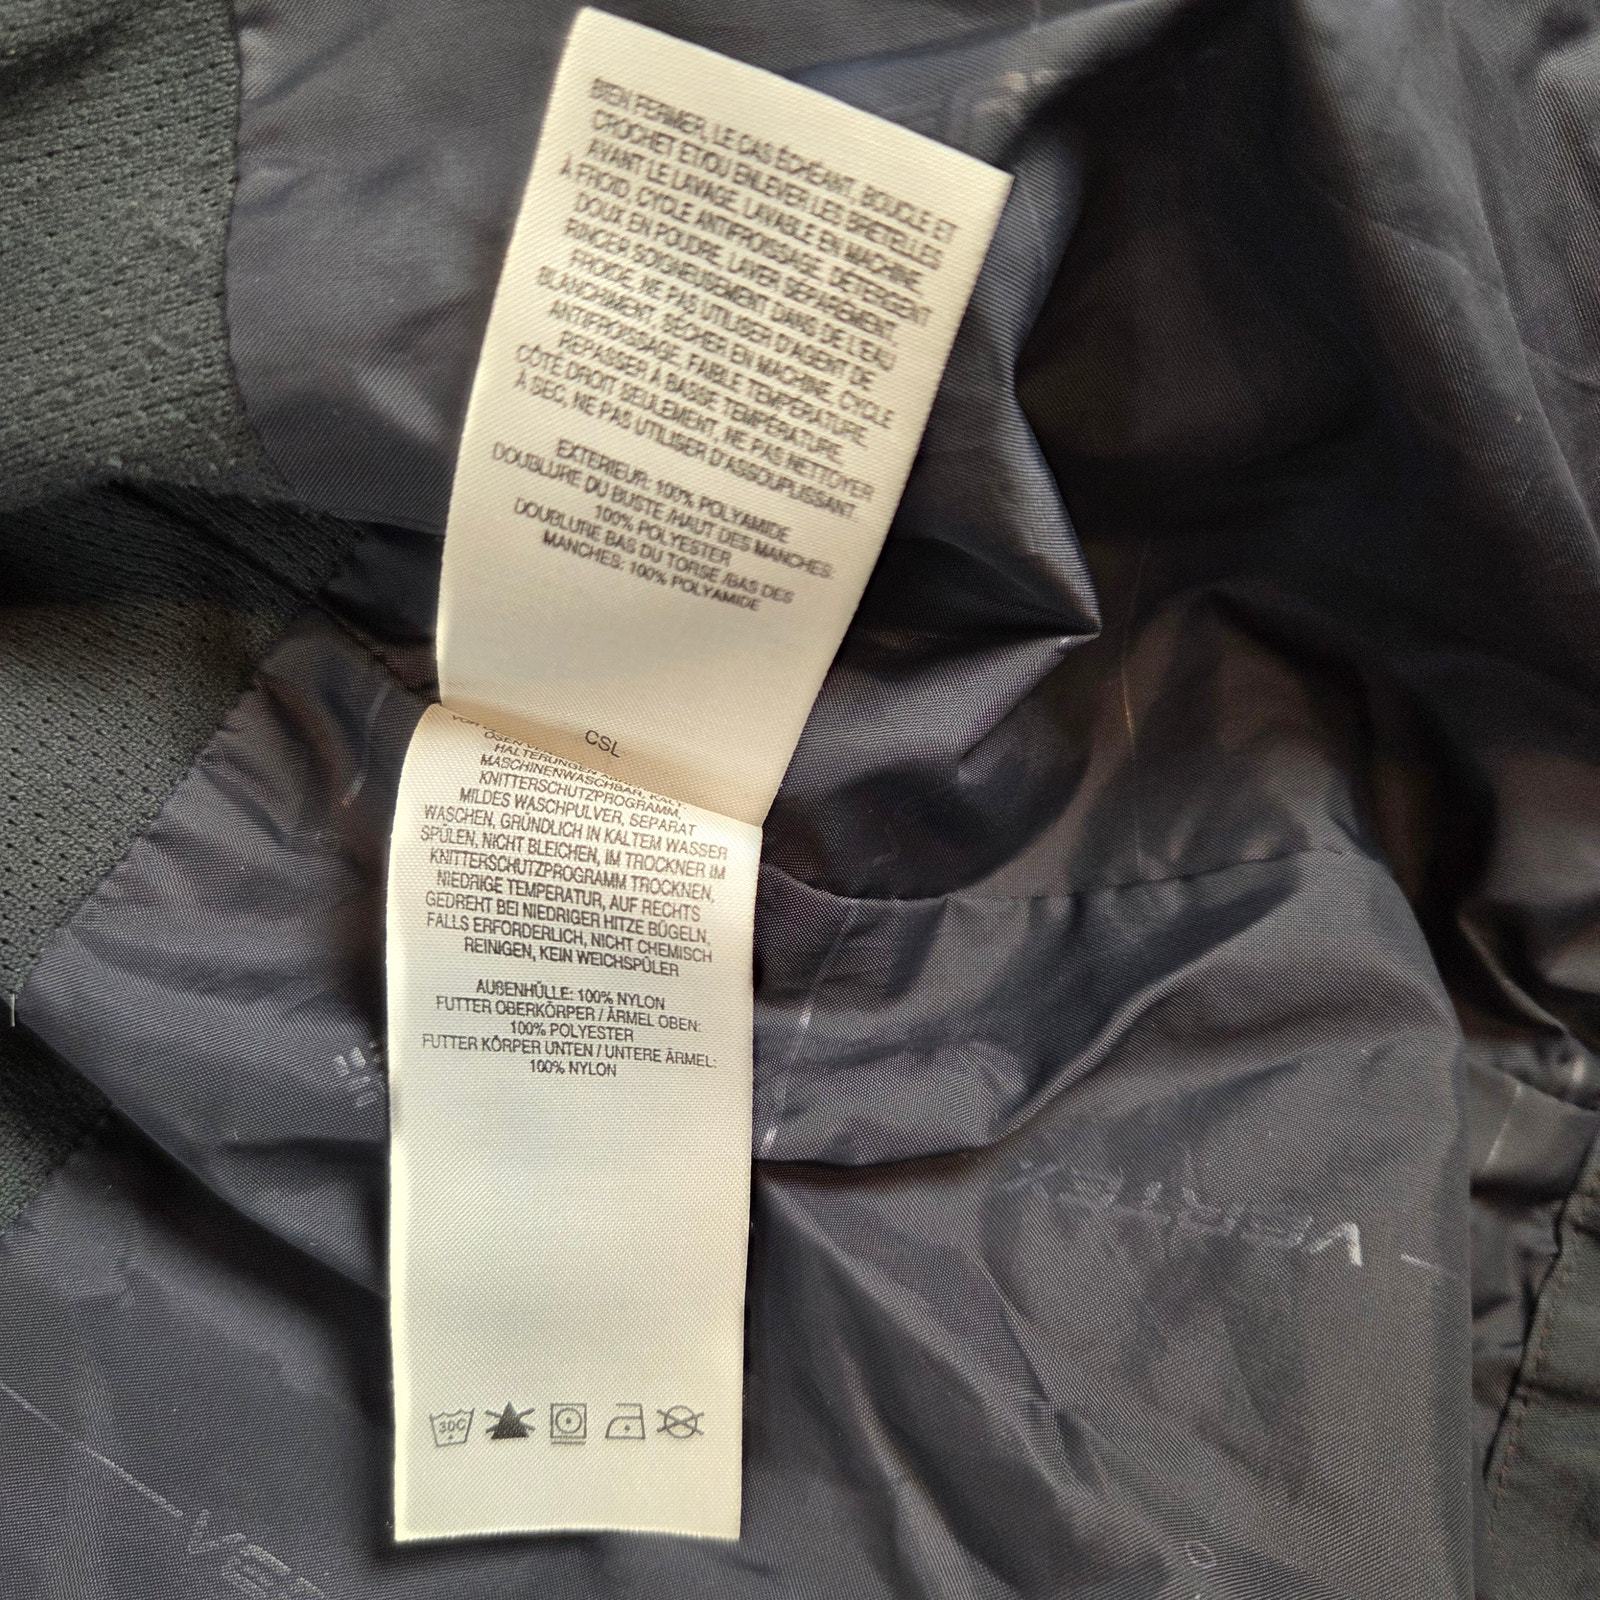 BIEN FERMER, LE CAS ÉCHÉANT, BOUCLE ET
CROCHET ET/OU ENLEVER LES BRETELLES
AVANT LE LAVAGE, LAVABLE EN MACHINE
À FROID, CYCLE ANTIFROISSAGE, DÉTERGENT
DOUX EN POUDRE, LAVER SÉPARÉMENT,
RINCER SOIGNEUSEMENT DANS DE L'EAU
FROIDE, NE PAS UTILISER D'AGENT DE
BLANCHIMENT, SÉCHER EN MACHINE, CYCLE
ANTIFROISSAGE, FAIBLE TEMPÉRATURE,
REPASSER À BASSE TEMPÉRATURE,
CÔTÉ DROIT SEULEMENT, NE PAS NETTOYER
À SEC, NE PAS UTILISER D'ASSOUPLISSANT.
EXTERIEUR: 100% POLYAMIDE
DOUBLURE DU BUSTE /HAUT DES MANCHES:
100% POLYESTER
DOUBLURE BAS DU TORSE /BAS DES
MANCHES: 100% POLYAMIDE
CSL
VOR
ÖSEN
HALTERUNGEN
MASCHINENWASCHBAR, KALT,
KNITTERSCHUTZPROGRAMM,
MILDES WASCHPULVER, SEPARAT
WASCHEN, GRÜNDLICH IN KALTEM WASSER
SPÜLEN, NICHT BLEICHEN, IM TROCKNER IM
KNITTERSCHUTZPROGRAMM TROCKNEN,
NIEDRIGE TEMPERATUR, AUF RECHTS
GEDREHT BEI NIEDRIGER HITZE BÜGELN,
FALLS ERFORDERLICH, NICHT CHEMISCH
REINIGEN, KEIN WEICHSPÜLER
AUßENHÜLLE: 100% NYLON
FUTTER OBERKÖRPER / ÄRMEL OBEN:
100% POLYESTER
FUTTER KÖRPER UNTEN / UNTERE ÄRMEL:
100% NYLON
30C
VERTEX